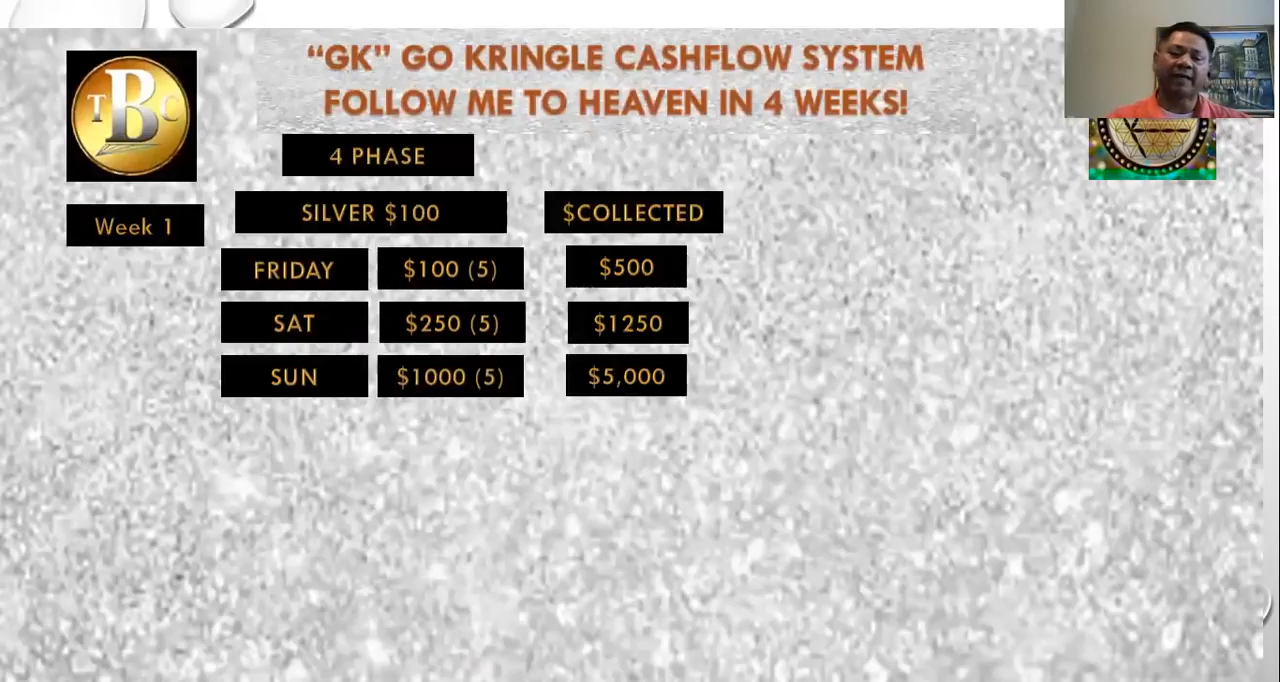 “GK” GO KRINGLE CASHFLOW SYSTEM
FOLLOW ME TO HEAVEN IN 4 WEEKS!
TBC
4 PHASE
Week 1
SILVER $100
$COLLECTED
FRIDAY
$100 (5)
$500
SAT
$250 (5)
$1250
SUN
$1000 (5)
$5,000